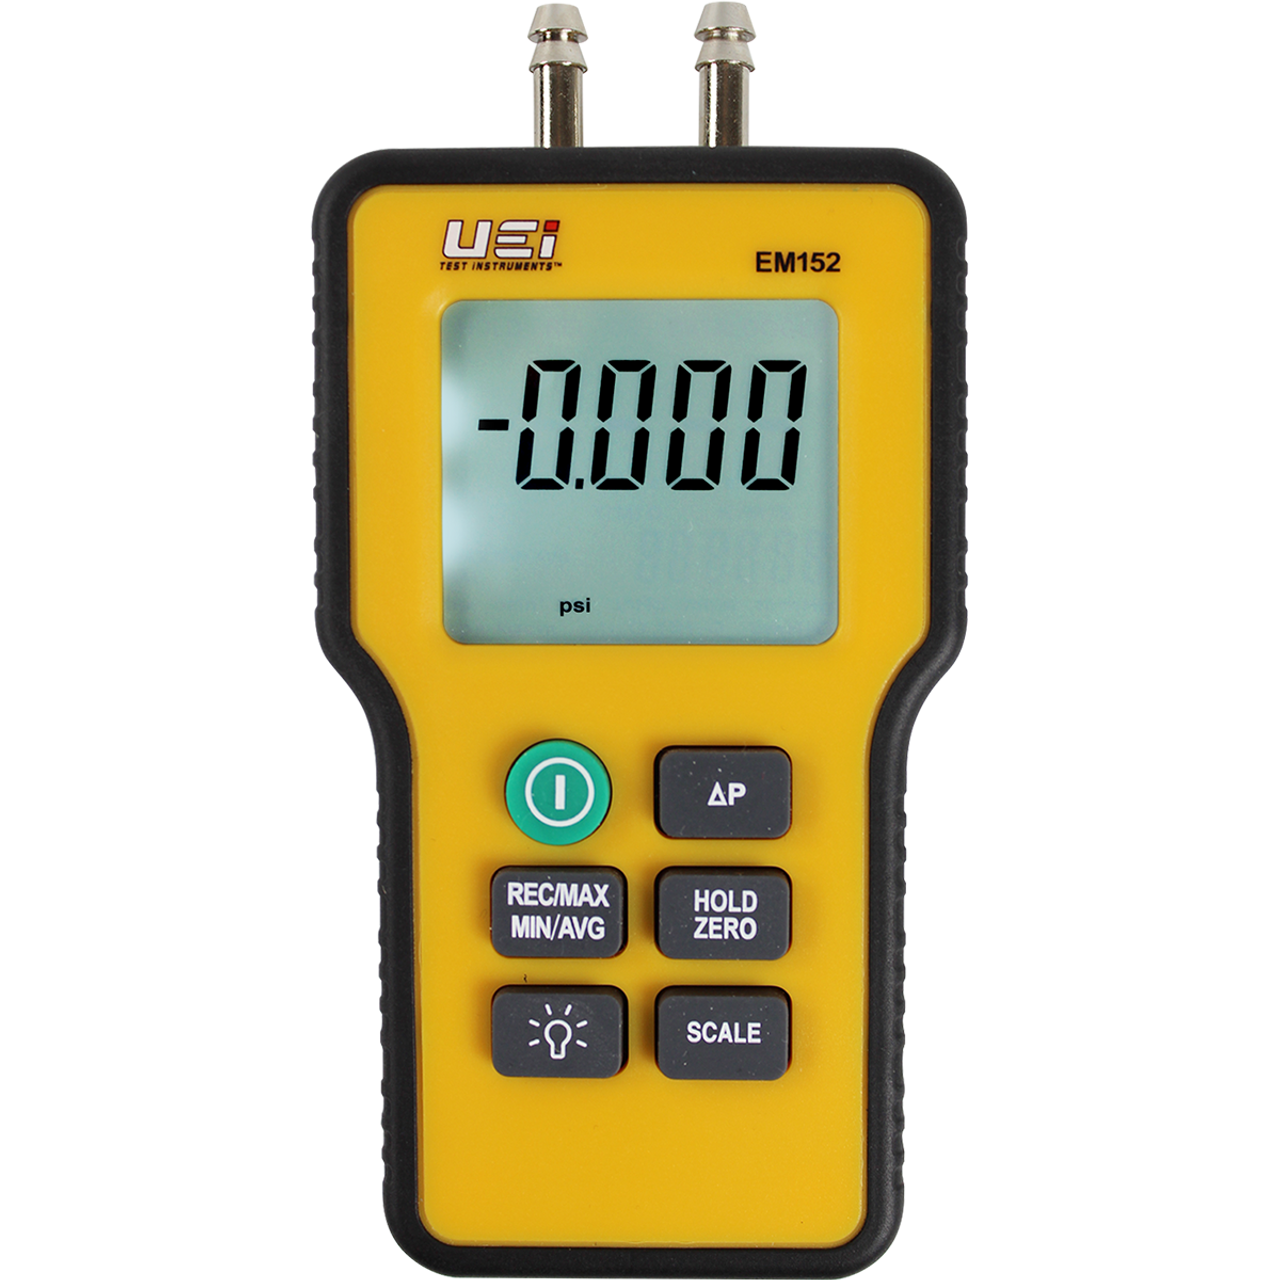 UEi
TEST INSTRUMENTS™
EM152
-0.000
psi
ΔP
REC/MAX
MIN/AVG
HOLD
ZERO
SCALE